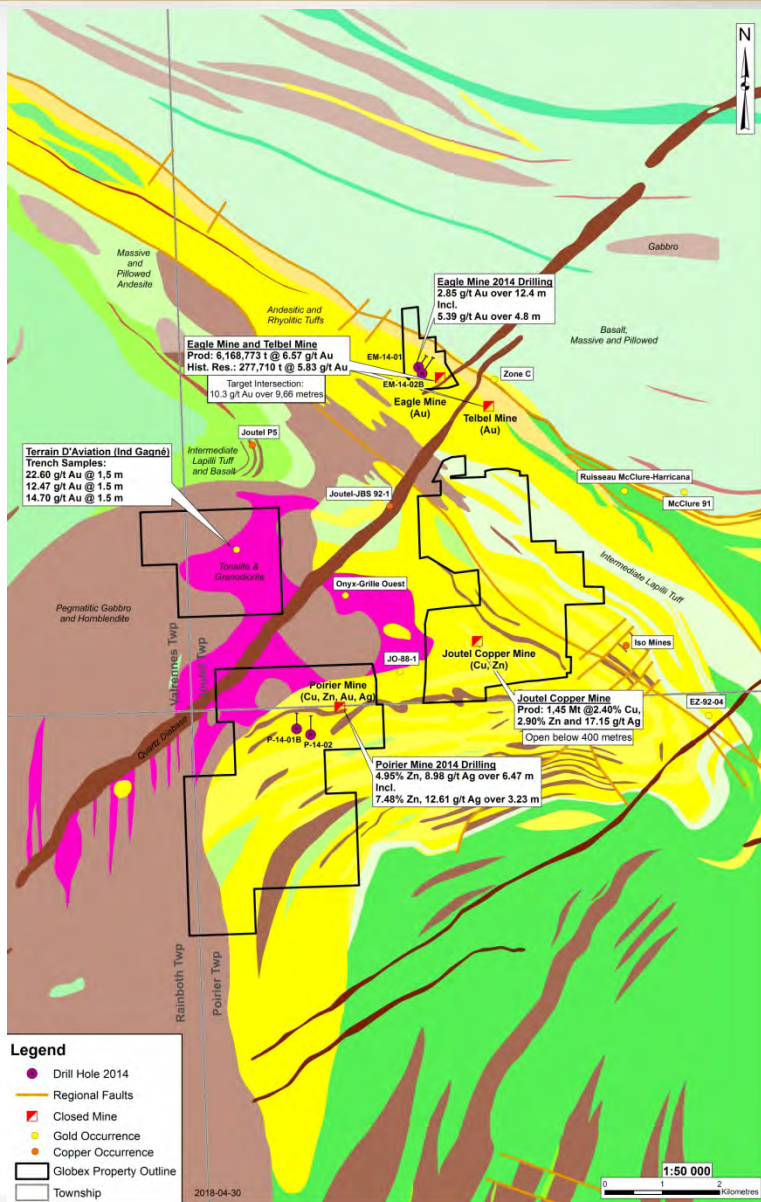 N
Massive
and
Pillowed
Andesite
Gabbro
Andesitic and
Rhyolitic Tuffs
Eagle Mine 2014 Drilling
2.85 g/t Au over 12.4 m
Incl.
5.39 g/t Au over 4.8 m
Basalt,
Massive and Pillowed
Eagle Mine and Telbel Mine
Prod: 6,168,773 t @ 6.57 g/t Au
Hist. Res.: 277,710 t @ 5.83 g/t Au
Target Intersection:
10.3 g/t Au over 9,66 metres
EM-14-01
EM-14-02B
Zone C
Eagle Mine
(Au)
Telbel Mine
(Au)
Joutel P5
Terrain D'Aviation (Ind Gagné)
Trench Samples:
22.60 g/t Au @ 1,5 m
12.47 g/t Au @ 1.5 m
14.70 g/t Au @ 1.5 m
Intermediate
Lapilli Tuff
and Basalt
Ruisseau McClure-Harricana
McClure 91
Joutel-JBS 92-1
Intermediate Lapilli Tuff
Tonalite &
Granodiorite
Onyx-Grille Ouest
Pegmatitic Gabbro
and Hornblendite
Valrennes Twp
Joutel Twp
Joutel Copper Mine
(Cu, Zn)
Iso Mines
JO-88-1
Poirier Mine
(Cu, Zn, Au, Ag)
Joutel Copper Mine
Prod: 1,45 Mt @2.40% Cu,
2.90% Zn and 17.15 g/t Ag
Open below 400 metres
EZ-92-04
P-14-01B
P-14-02
Quartz Diabase
Poirier Mine 2014 Drilling
4.95% Zn, 8.98 g/t Ag over 6.47 m
Incl.
7.48% Zn, 12.61 g/t Ag over 3.23 m
Rainboth Twp
Poirier Twp
Legend
Drill Hole 2014
Regional Faults
Closed Mine
Gold Occurrence
Copper Occurrence
Globex Property Outline
Township
2018-04-30
1:50 000
0 1 2
Kilometres